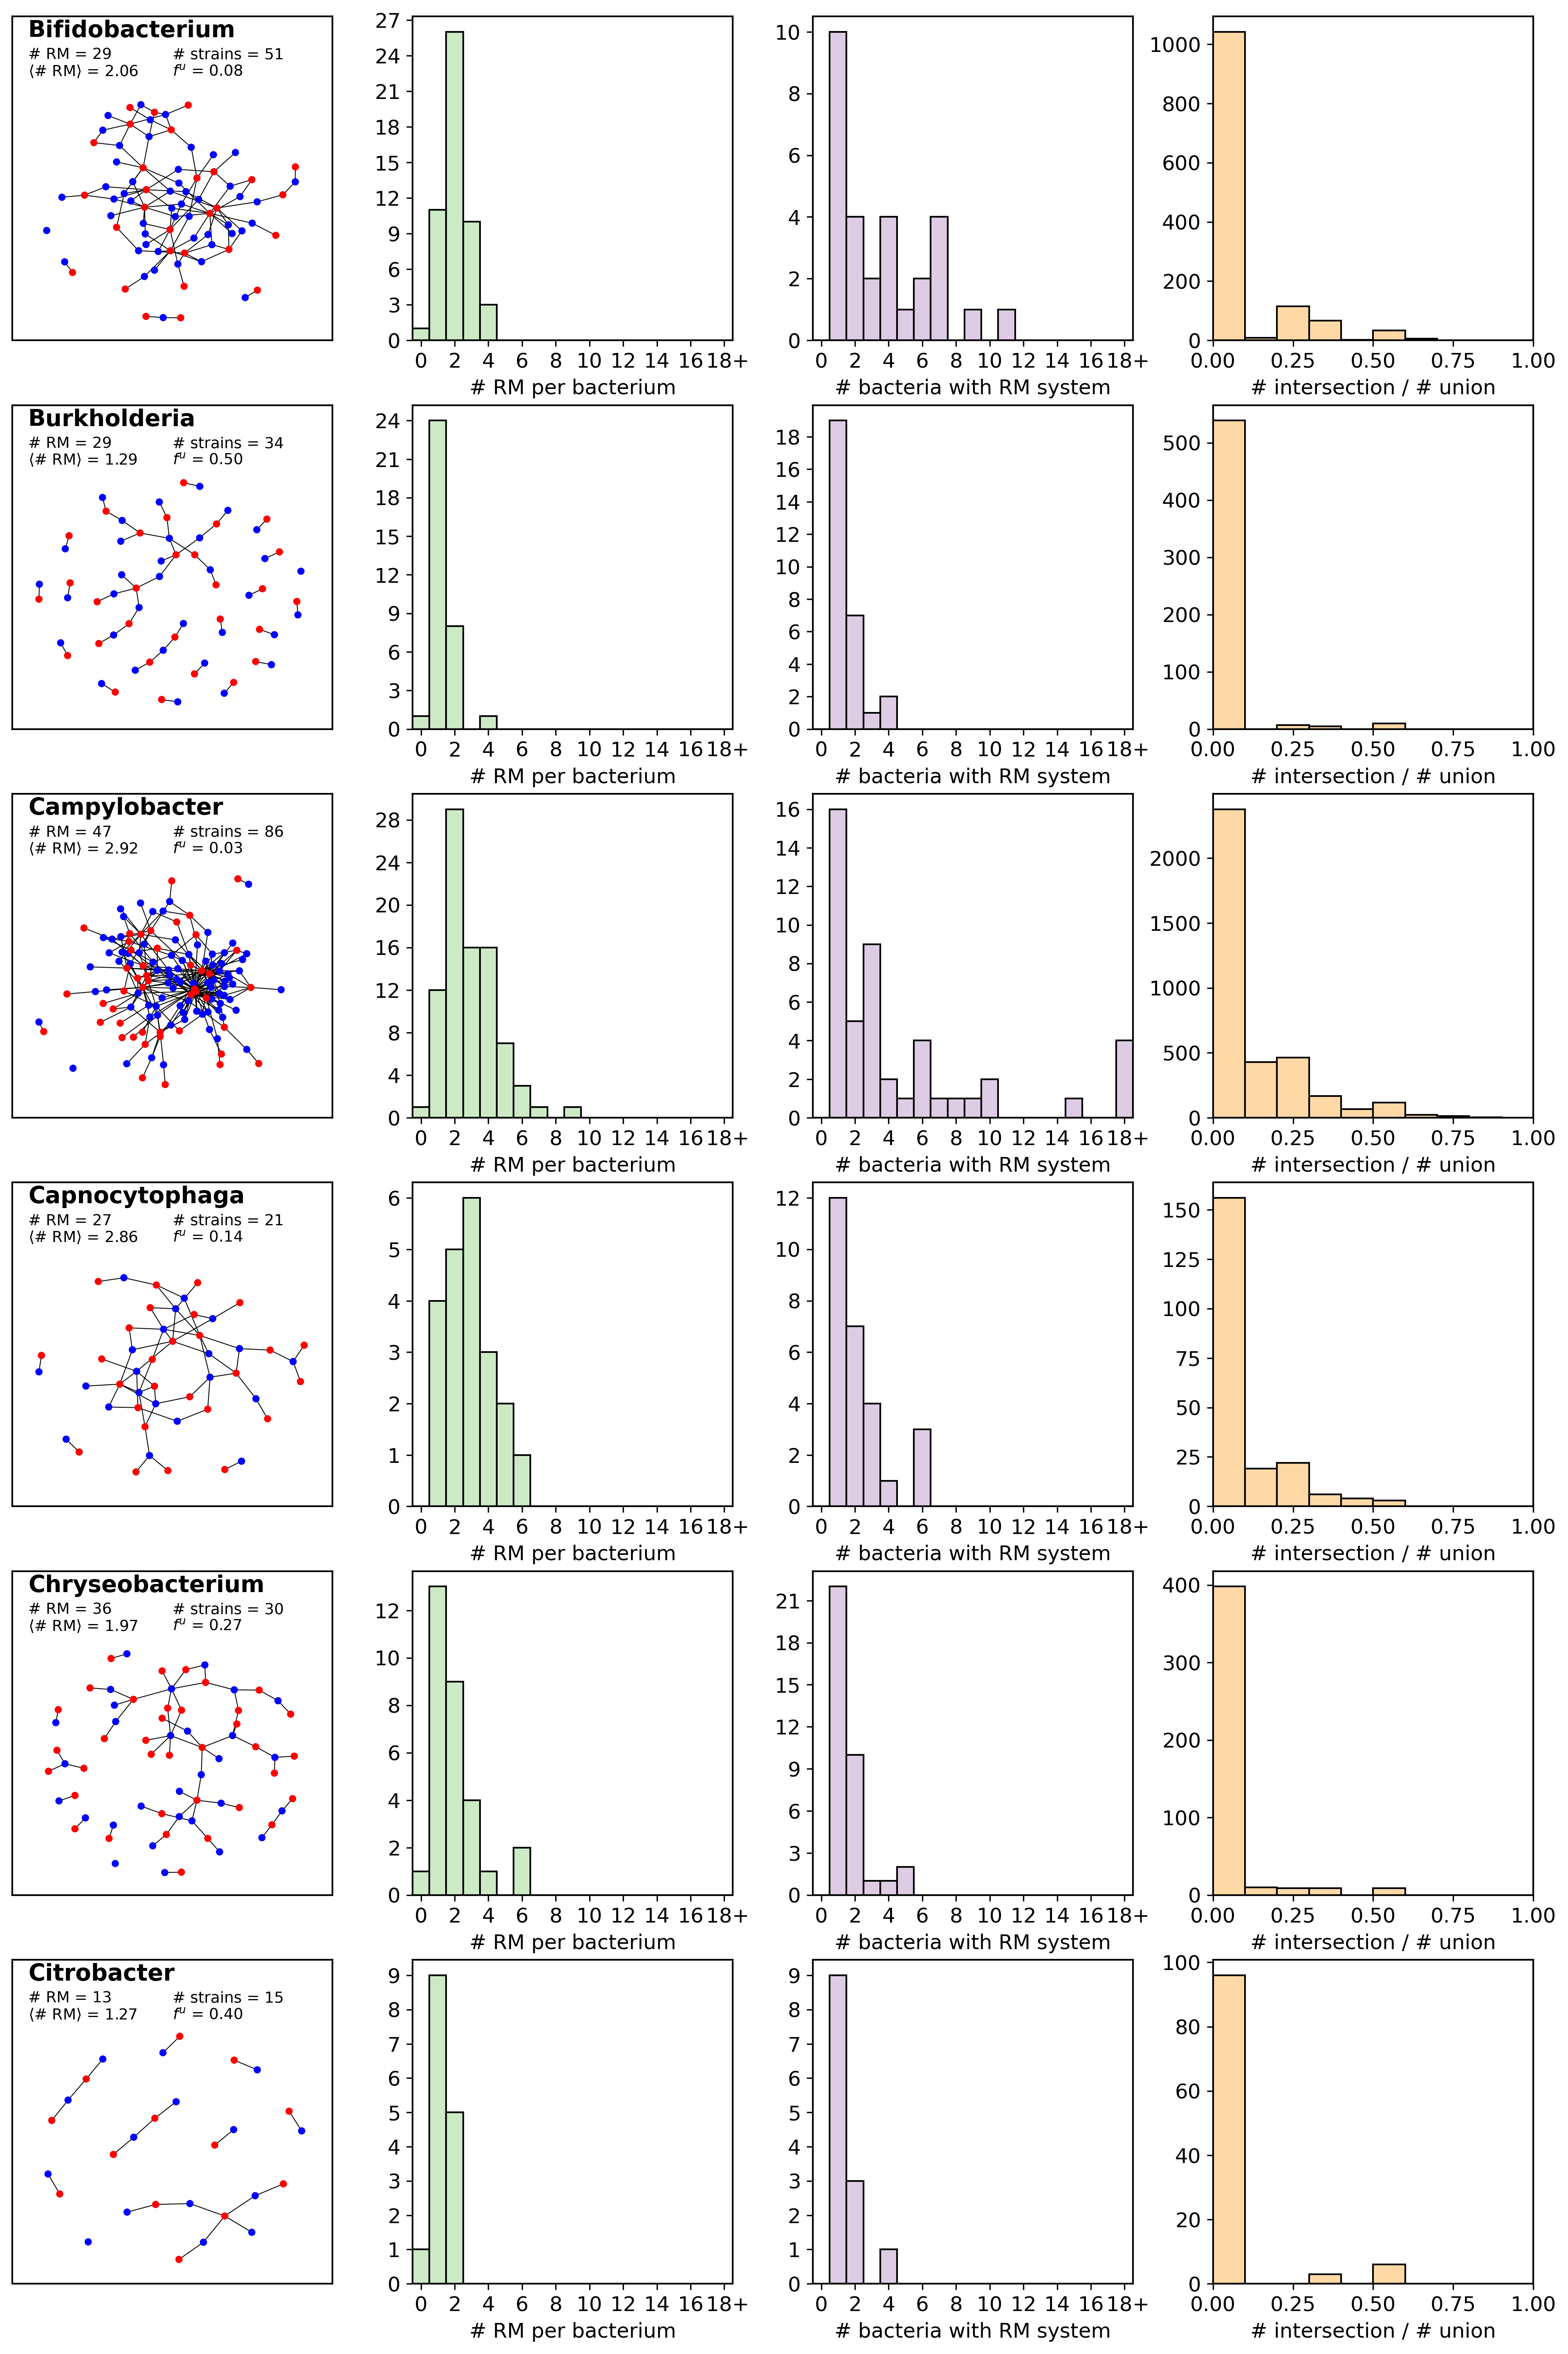 Bifidobacterium
# RM = 29 # strains = 51
⟨# RM⟩ = 2.06 fᵘ = 0.08
27
24
21
18
15
12
9
6
3
0
0 2 4 6 8 10 12 14 16 18+
# RM per bacterium
10
8
6
4
2
0
0 2 4 6 8 10 12 14 16 18+
# bacteria with RM system
1000
800
600
400
200
0
0.00 0.25 0.50 0.75 1.00
# intersection / # union
Burkholderia
# RM = 29 # strains = 34
⟨# RM⟩ = 1.29 fᵘ = 0.50
24
21
18
15
12
9
6
3
0
0 2 4 6 8 10 12 14 16 18+
# RM per bacterium
18
16
14
12
10
8
6
4
2
0
0 2 4 6 8 10 12 14 16 18+
# bacteria with RM system
500
400
300
200
100
0
0.00 0.25 0.50 0.75 1.00
# intersection / # union
Campylobacter
# RM = 47 # strains = 86
⟨# RM⟩ = 2.92 fᵘ = 0.03
28
24
20
16
12
8
4
0
0 2 4 6 8 10 12 14 16 18+
# RM per bacterium
16
14
12
10
8
6
4
2
0
0 2 4 6 8 10 12 14 16 18+
# bacteria with RM system
2000
1500
1000
500
0
0.00 0.25 0.50 0.75 1.00
# intersection / # union
Capnocytophaga
# RM = 27 # strains = 21
⟨# RM⟩ = 2.86 fᵘ = 0.14
6
5
4
3
2
1
0
0 2 4 6 8 10 12 14 16 18+
# RM per bacterium
12
10
8
6
4
2
0
0 2 4 6 8 10 12 14 16 18+
# bacteria with RM system
150
125
100
75
50
25
0
0.00 0.25 0.50 0.75 1.00
# intersection / # union
Chryseobacterium
# RM = 36 # strains = 30
⟨# RM⟩ = 1.97 fᵘ = 0.27
12
10
8
6
4
2
0
0 2 4 6 8 10 12 14 16 18+
# RM per bacterium
21
18
15
12
9
6
3
0
0 2 4 6 8 10 12 14 16 18+
# bacteria with RM system
400
300
200
100
0
0.00 0.25 0.50 0.75 1.00
# intersection / # union
Citrobacter
# RM = 13 # strains = 15
⟨# RM⟩ = 1.27 fᵘ = 0.40
9
8
7
6
5
4
3
2
1
0
0 2 4 6 8 10 12 14 16 18+
# RM per bacterium
9
8
7
6
5
4
3
2
1
0
0 2 4 6 8 10 12 14 16 18+
# bacteria with RM system
100
80
60
40
20
0
0.00 0.25 0.50 0.75 1.00
# intersection / # union